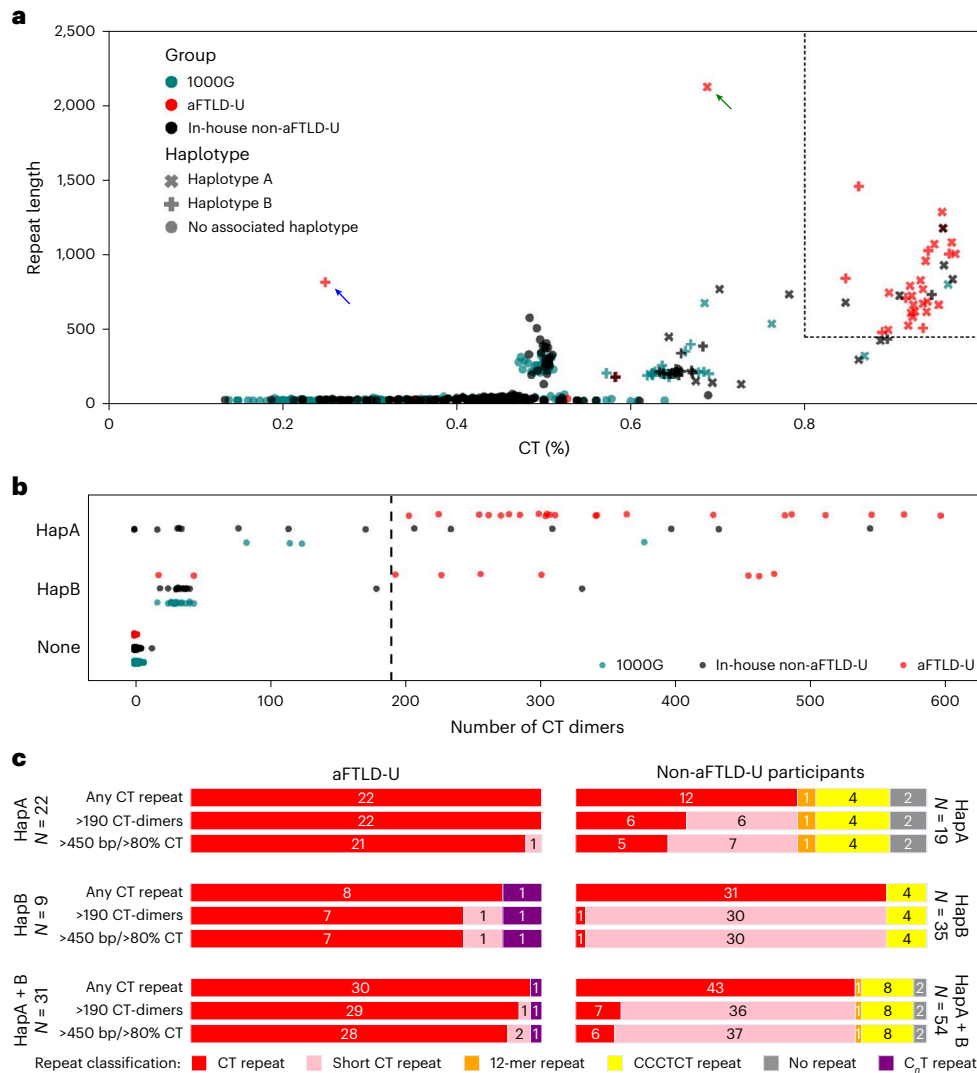 a
2,500
2,000
1,500
1,000
500
0
Repeat length
Group
1000G
aFTLD-U
In-house non-aFTLD-U
Haplotype
Haplotype A
Haplotype B
No associated haplotype
0 0.2 0.4 0.6 0.8
CT (%)
b
HapA
HapB
None
1000G In-house non-aFTLD-U aFTLD-U
0 100 200 300 400 500 600
Number of CT dimers
c
aFTLD-U Non-aFTLD-U participants
HapA
N = 22
Any CT repeat 22 12 1 4 2
>190 CT-dimers 22 6 6 1 4 2
>450 bp/>80% CT 21 1 5 7 1 4 2
HapA
N = 19
HapB
N = 9
Any CT repeat 8 1 31 4
>190 CT-dimers 7 1 1 1 30 4
>450 bp/>80% CT 7 1 1 1 30 4
HapB
N = 35
HapA + B
N = 31
Any CT repeat 30 1 43 1 8 2
>190 CT-dimers 29 1 1 7 36 1 8 2
>450 bp/>80% CT 28 2 1 6 37 1 8 2
HapA + B
N = 54
Repeat classification: CT repeat Short CT repeat 12-mer repeat CCCTCT repeat No repeat CnT repeat